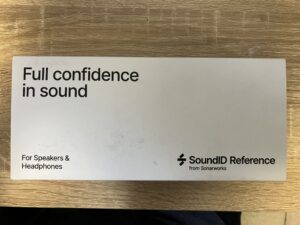 Full confidence
in sound
For Speakers &
Headphones
SoundID Reference
from Sonarworks